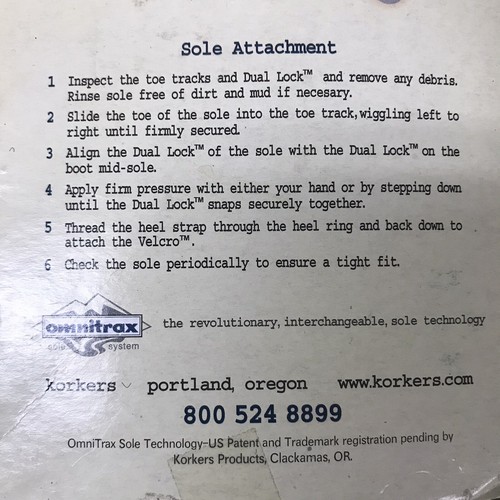 Sole Attachment
1 Inspect the toe tracks and Dual Lock™ and remove any debris.
Rinse sole free of dirt and mud if necesary.
2 Slide the toe of the sole into the toe track, wiggling left to
right until firmly secured.
3 Align the Dual Lock™ of the sole with the Dual Lock™ on the
boot mid-sole.
4 Apply firm pressure with either your hand or by stepping down
until the Dual Lock™ snaps securely together.
5 Thread the heel strap through the heel ring and back down to
attach the Velcro™.
6 Check the sole periodically to ensure a tight fit.
omnitrax
sole system
the revolutionary, interchangeable, sole technology
korkers portland, oregon www.korkers.com
800 524 8899
OmniTrax Sole Technology-US Patent and Trademark registration pending by
Korkers Products, Clackamas, OR.